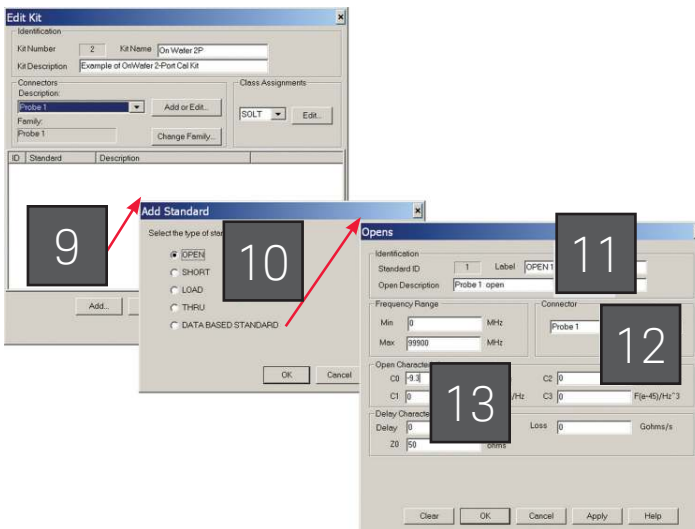 Edit Kit
Identification
Kit Number 2 Kit Name On Wafer 2P
Kit Description Example of OnWafer 2-Port Cal Kit
Connectors
Description:
Probe 1
Add or Edit...
Family:
Probe 1
Change Family...
Class Assignments
SOLT Edit...
ID Standard Description
9
Add...
Add Standard
Select the type of
OPEN
SHORT
LOAD
THRU
DATA BASED STANDARD
10
OK Cancel
Opens
11
Identification
Standard ID 1 Label OPEN 1
Open Description Probe 1 open
Frequency Range
Min 0 MHz
Max 99900 MHz
Connector
Probe 1
12
Open
C0 -9.3 C2 0
C1 0 /Hz C3 0 F(e-45)/Hz^3
13
Delay
Delay 0 Loss 0 Gohms/s
Z0 50 ohms
Clear OK Cancel Apply Help